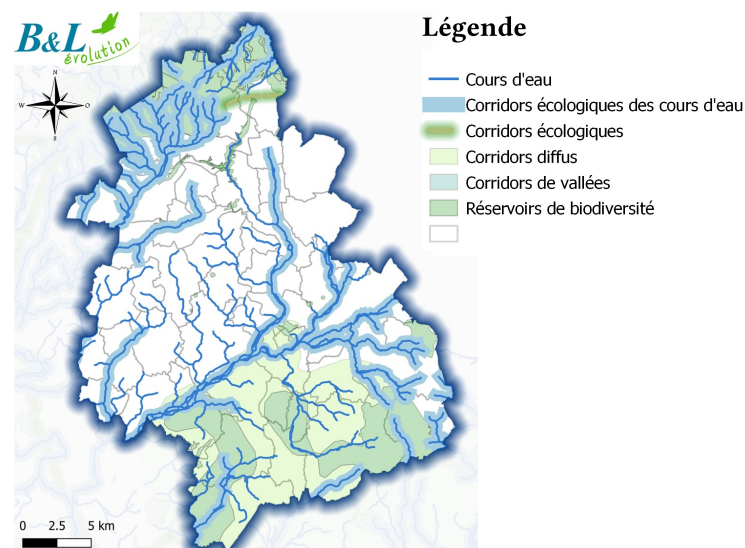 B&L
évolution
Légende
Cours d'eau
Corridors écologiques des cours d'eau
Corridors écologiques
Corridors diffus
Corridors de vallées
Réservoirs de biodiversité
N
W
O
S
0 2.5 5 km